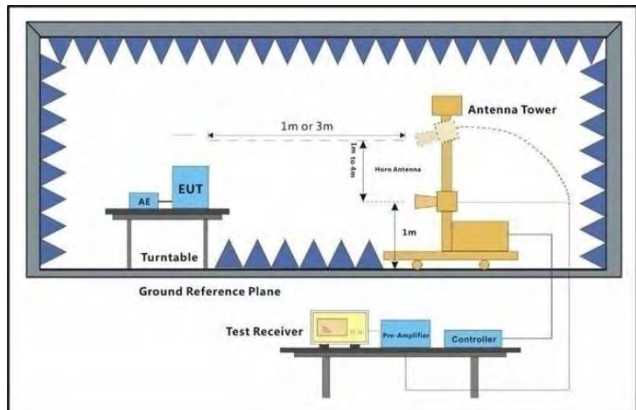 1m or 3m
Antenna Tower
1m to 4m
Horn Antenna
EUT
AE
1m
Turntable
Ground Reference Plane
Test Receiver
Pre-Amplifier
Controller